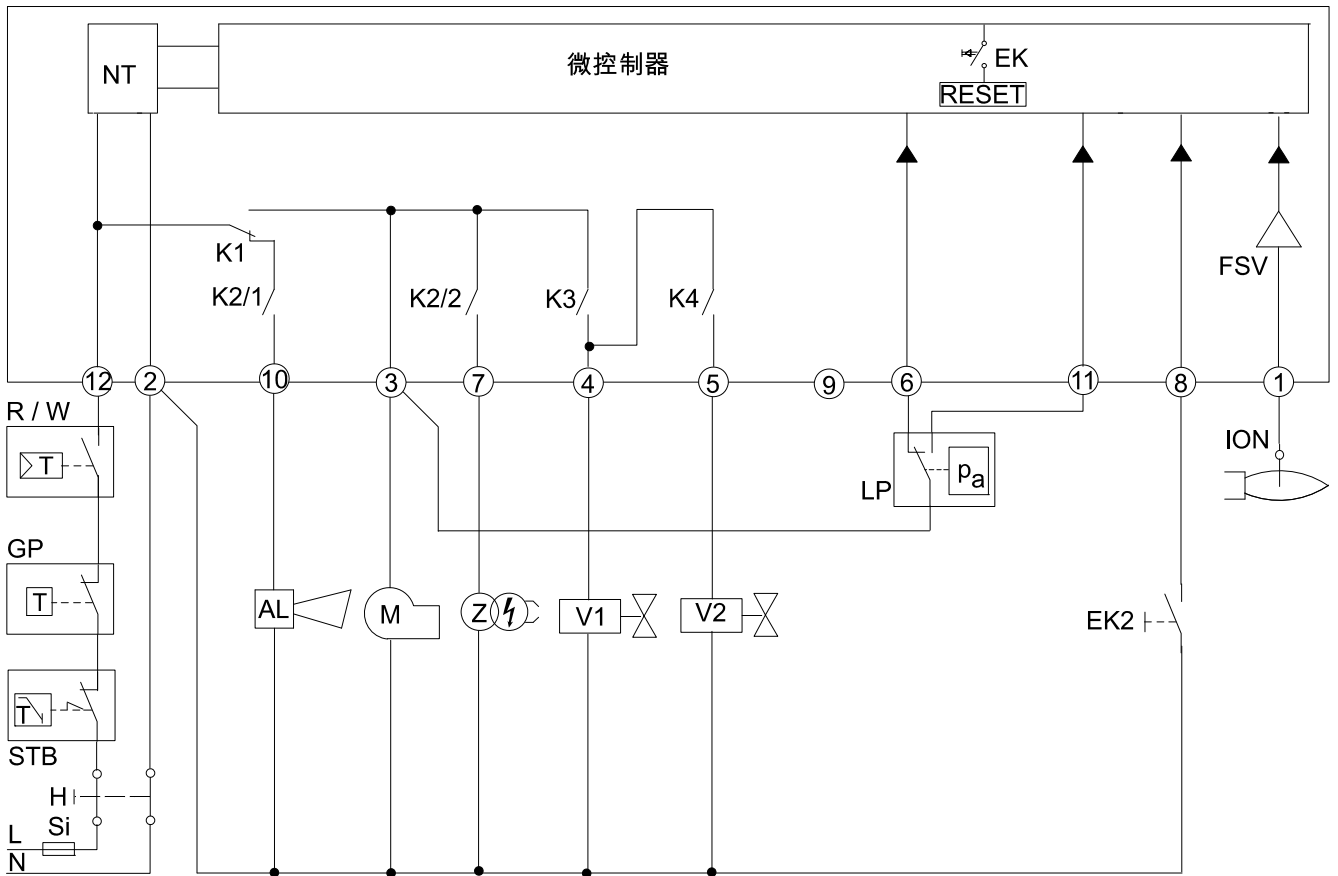 NT
微控制器
EK
RESET
K1
FSV
K2/1
K2/2
K3
K4
12
2
10
3
7
4
5
9
6
11
8
1
R / W
T
ION
LP
pa
GP
T
AL
M
Z
V1
V2
EK2
T
STB
H
Si
L
N